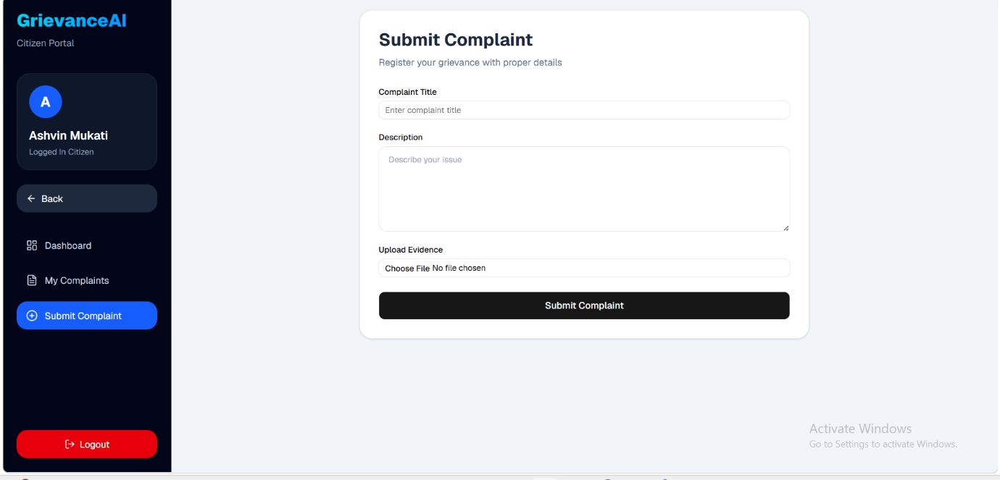 GrievanceAI
Citizen Portal
A
Ashvin Mukati
Logged In Citizen
Back
Dashboard
My Complaints
Submit Complaint
Logout
Submit Complaint
Register your grievance with proper details
Complaint Title
Enter complaint title
Description
Describe your issue
Upload Evidence
Choose File No file chosen
Submit Complaint
Activate Windows
Go to Settings to activate Windows.